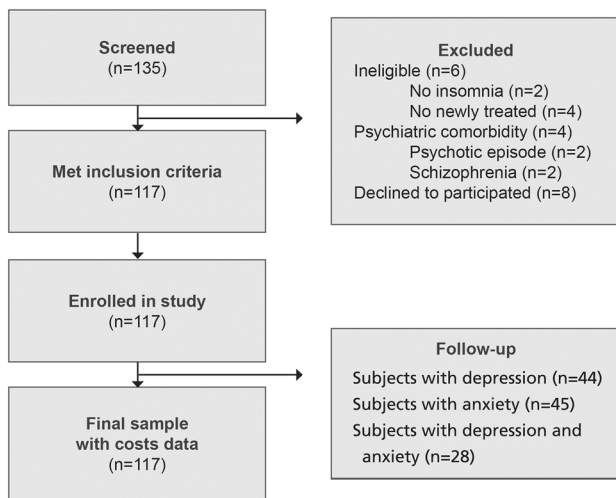 Screened
(n=135)
Excluded
Ineligible (n=6)
No insomnia (n=2)
No newly treated (n=4)
Psychiatric comorbidity (n=4)
Psychotic episode (n=2)
Schizophrenia (n=2)
Declined to participated (n=8)
Met inclusion criteria
(n=117)
Enrolled in study
(n=117)
Follow-up
Subjects with depression (n=44)
Subjects with anxiety (n=45)
Subjects with depression and
anxiety (n=28)
Final sample
with costs data
(n=117)